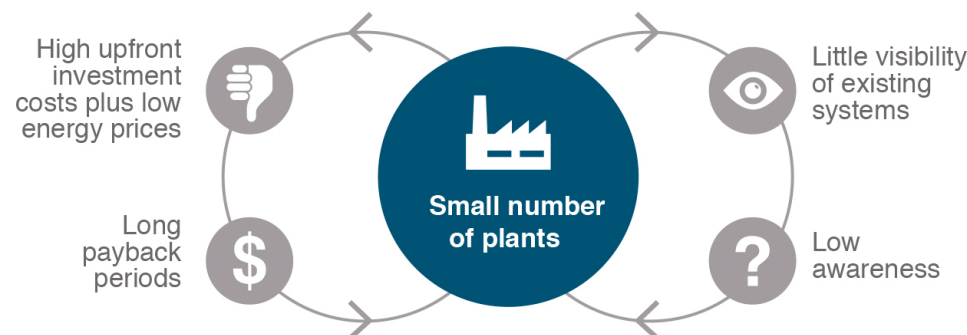 High upfront
investment
costs plus low
energy prices
Long
payback
periods
$
Small number
of plants
Little visibility
of existing
systems
?
Low
awareness